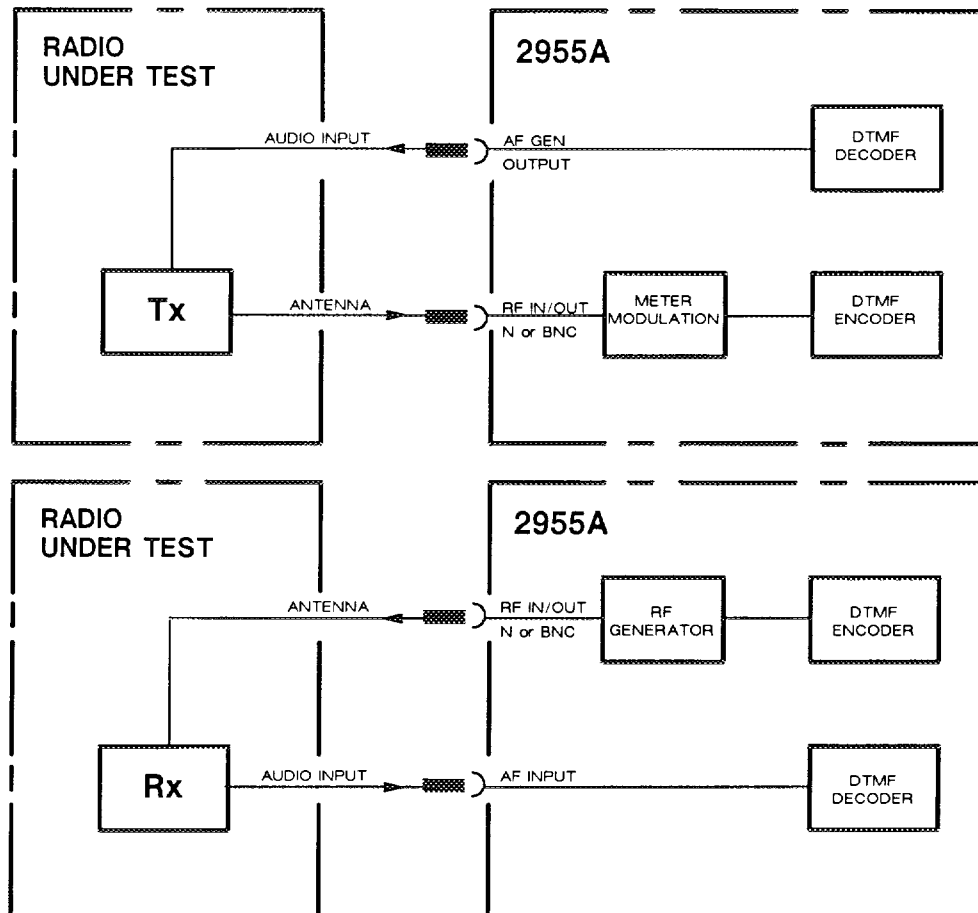 RADIO
UNDER TEST
2955A
AUDIO INPUT
AF GEN
OUTPUT
DTMF
DECODER
Tx
ANTENNA
RF IN/OUT
N or BNC
METER
MODULATION
DTMF
ENCODER
RADIO
UNDER TEST
2955A
ANTENNA
RF IN/OUT
N or BNC
RF
GENERATOR
DTMF
ENCODER
Rx
AUDIO INPUT
AF INPUT
DTMF
DECODER